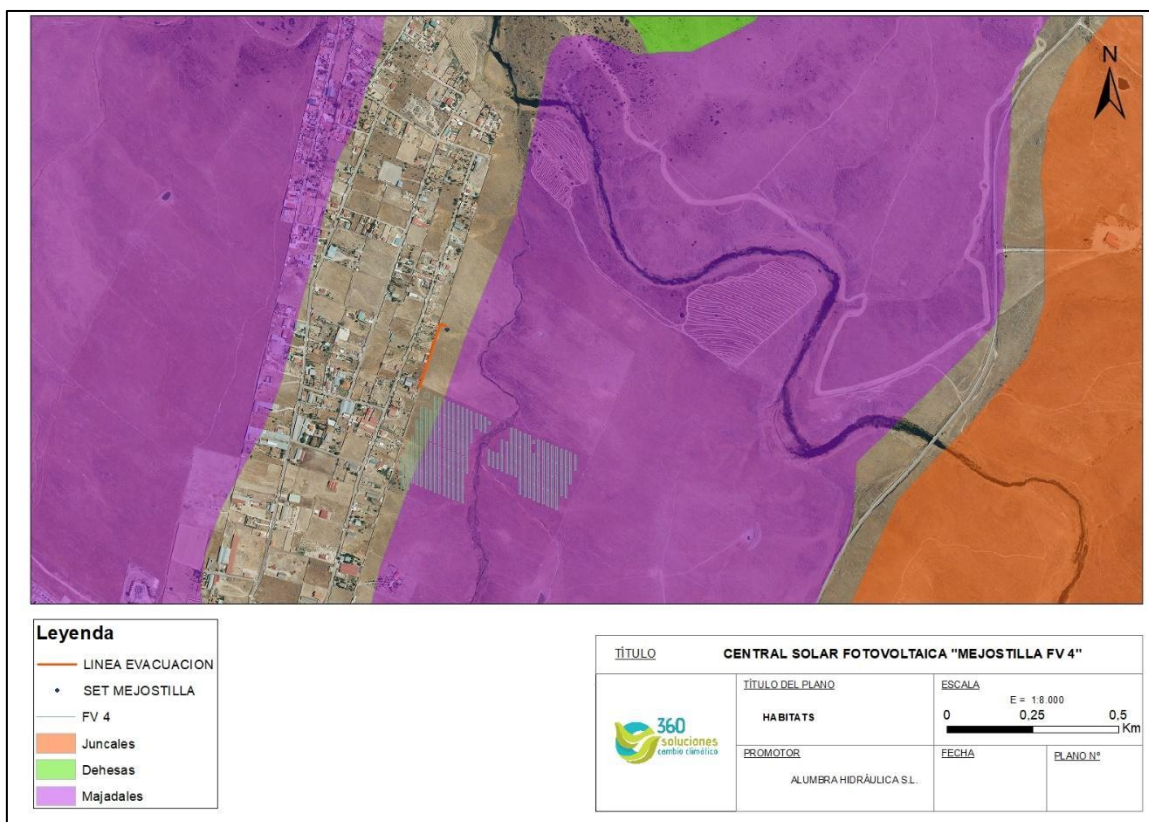 N
Leyenda
LINEA EVACUACION
SET MEJOSTILLA
FV 4
Juncales
Dehesas
Majadales
TÌTULO
CENTRAL SOLAR FOTOVOLTAICA "MEJOSTILLA FV 4"
360
soluciones
cambio climático
TÌTULO DEL PLANO
HABITATS
ESCALA
E = 1:8.000
0 0,25 0,5
Km
PROMOTOR
ALUMBRA HIDRÁULICA S.L.
FECHA
PLANO Nº